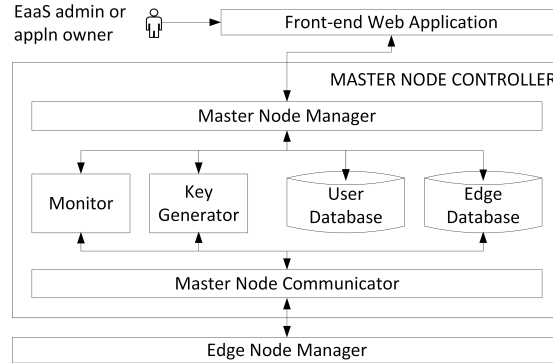 EaaS admin or
appln owner
Front-end Web Application
MASTER NODE CONTROLLER
Master Node Manager
Monitor
Key
Generator
User
Database
Edge
Database
Master Node Communicator
Edge Node Manager